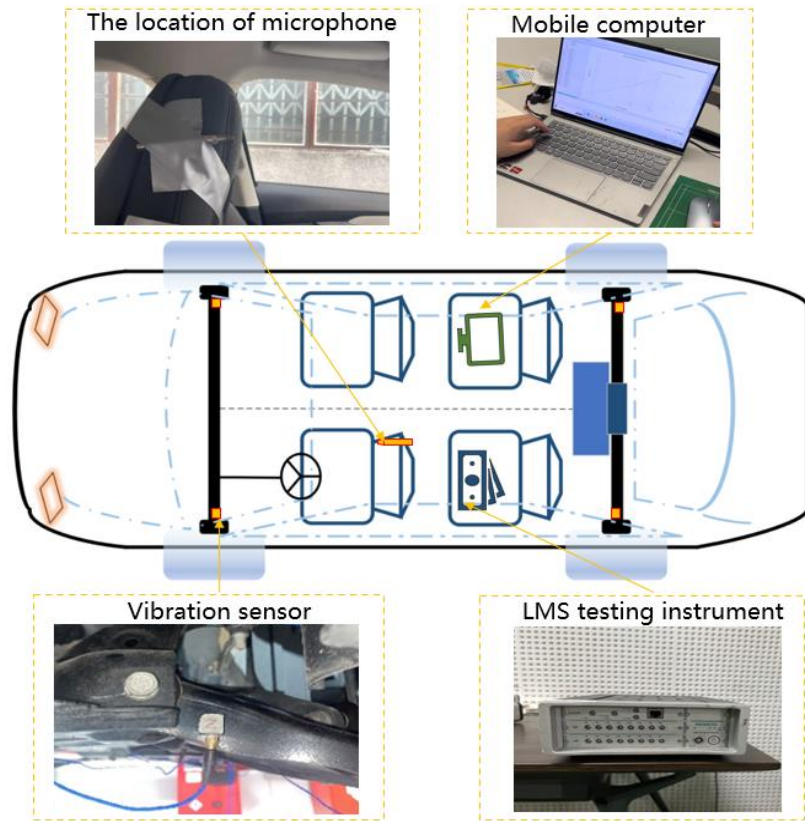 The location of microphone
Mobile computer
Vibration sensor
LMS testing instrument